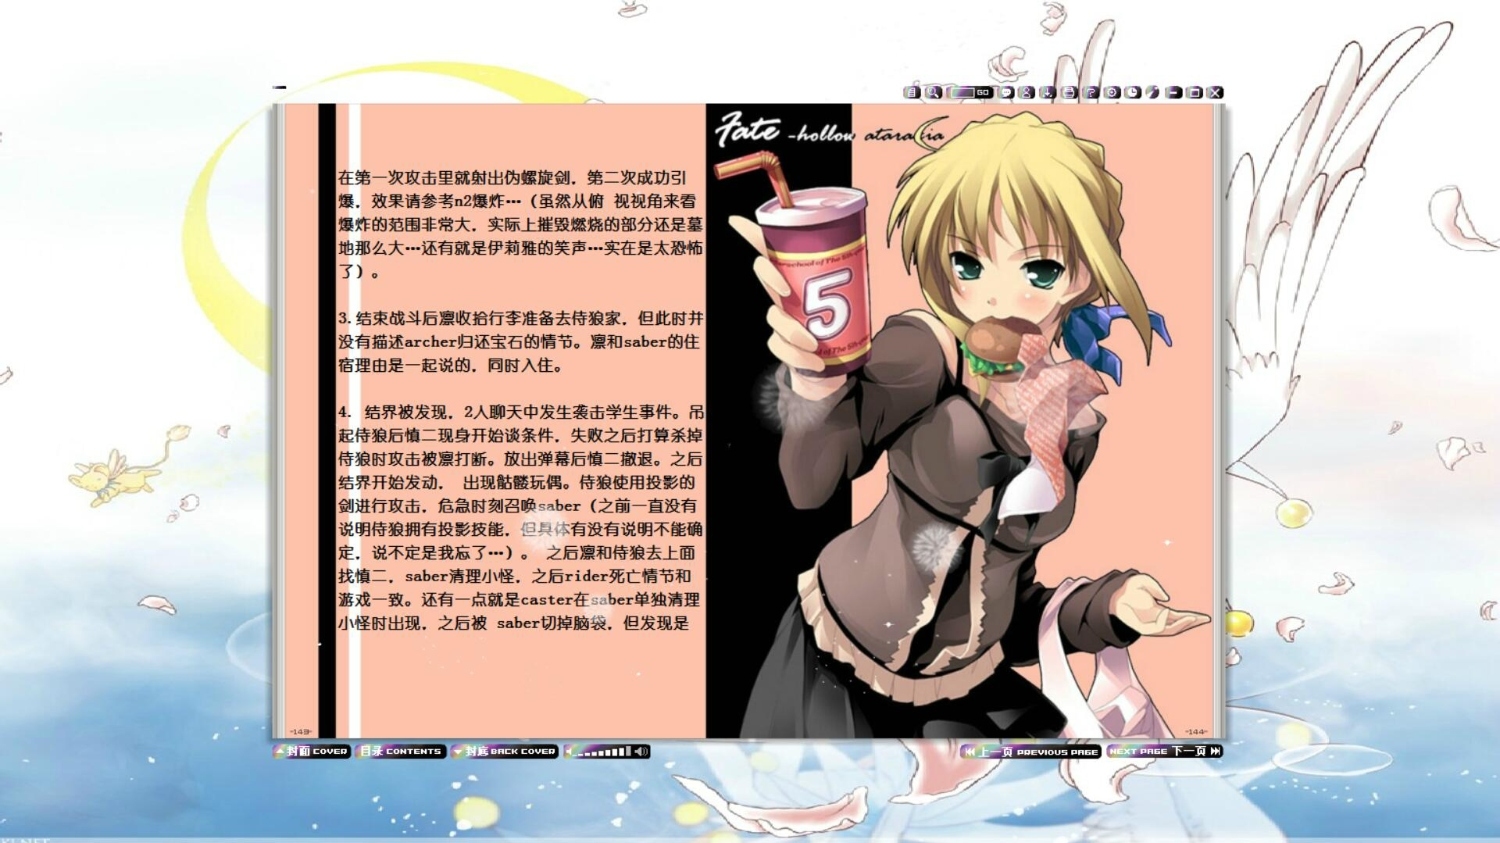 GO
在第一次攻击里就射出伪螺旋剑，第二次成功引
爆，效果请参考n2爆炸…（虽然从俯 视视角来看
爆炸的范围非常大，实际上摧毁燃烧的部分还是墓
地那么大…还有就是伊莉雅的笑声…实在是太恐怖
了）。
3.结束战斗后凛收拾行李准备去侍狼家，但此时并
没有描述archer归还宝石的情节。凛和saber的住
宿理由是一起说的，同时入住。
4. 结界被发现，2人聊天中发生袭击学生事件。吊
起侍狼后慎二现身开始谈条件，失败之后打算杀掉
侍狼时攻击被凛打断。放出弹幕后慎二撤退。之后
结界开始发动， 出现骷髅玩偶。侍狼使用投影的
剑进行攻击，危急时刻召唤saber（之前一直没有
说明侍狼拥有投影技能，但具体有没有说明不能确
定，说不定是我忘了…）。 之后凛和侍狼去上面
找慎二，saber清理小怪，之后rider死亡情节和
游戏一致。还有一点就是caster在saber单独清理
小怪时出现，之后被 saber切掉脑袋，但发现是
Fate -hollow ataraxia
5
-143-
-144-
封面 COVER
目录 CONTENTS
封底 BACK COVER
上一页 PREVIOUS PAGE
NEXT PAGE 下一页